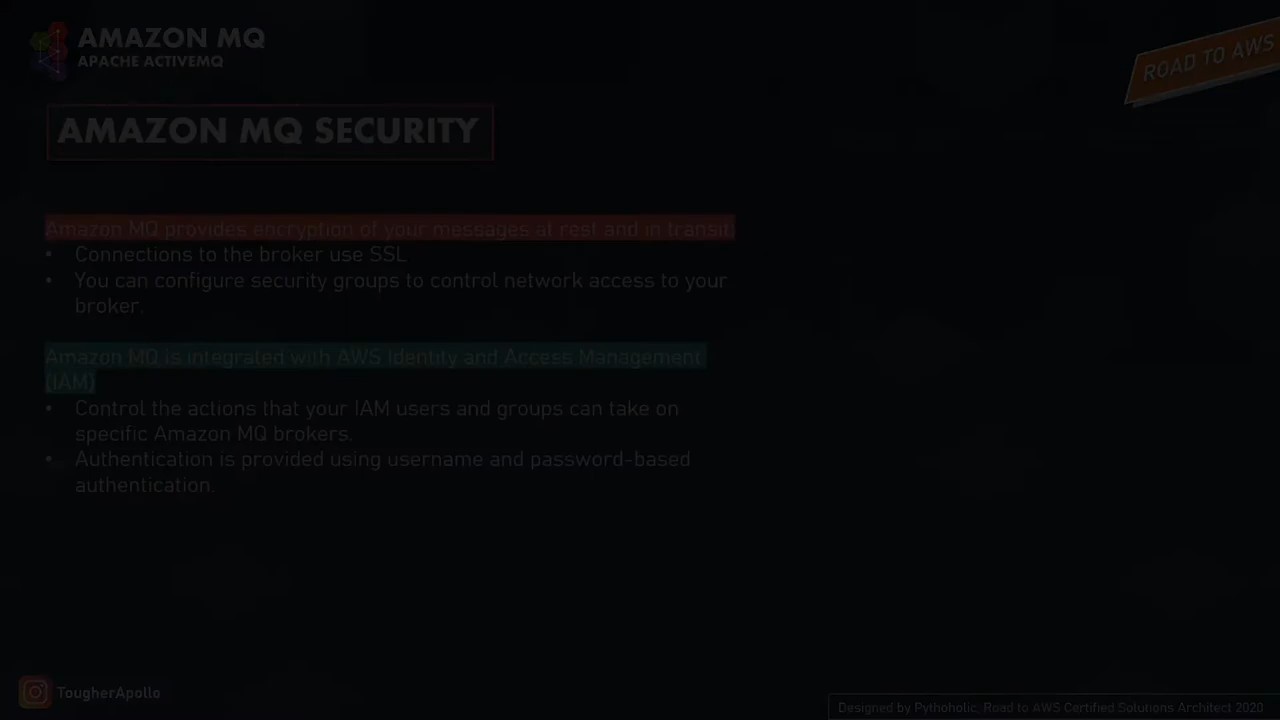 AMAZON MQ
APACHE ACTIVEMQ
ROAD TO AWS
AMAZON MQ SECURITY
Amazon MQ provides encryption of your messages at rest and in transit.
• Connections to the broker use SSL
• You can configure security groups to control network access to your
broker.
Amazon MQ is integrated with AWS Identity and Access Management
(IAM)
• Control the actions that your IAM users and groups can take on
specific Amazon MQ brokers.
• Authentication is provided using username and password-based
authentication.
TougherApollo
Designed by Pythoholic, Road to AWS Certified Solutions Architect 2020